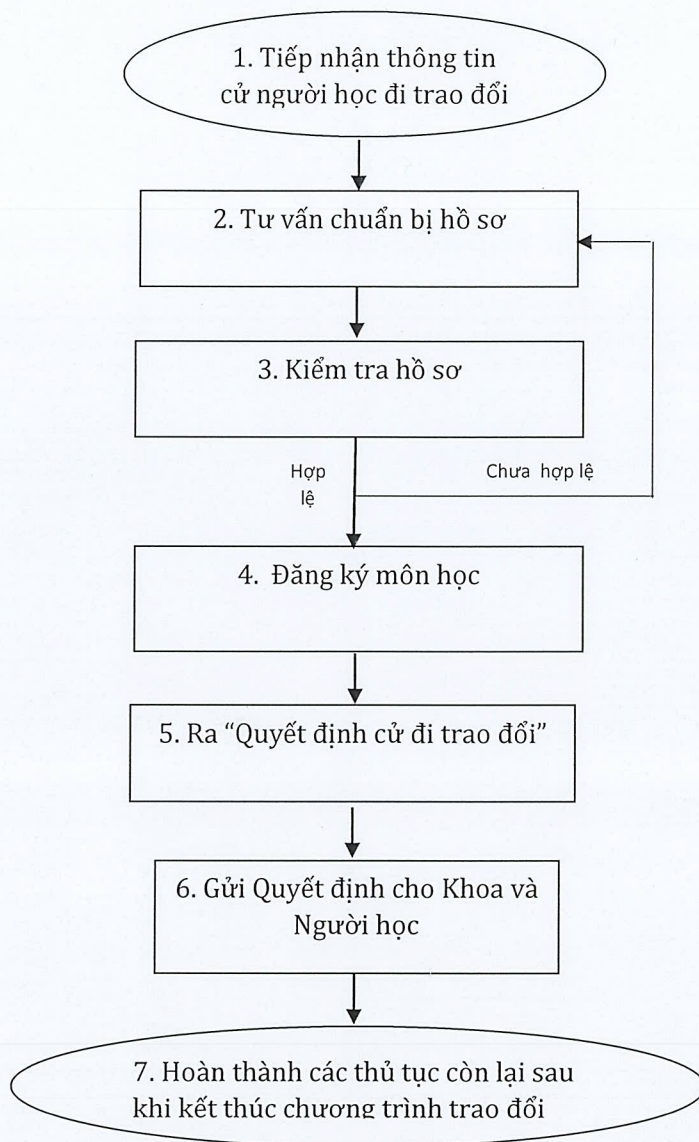 1. Tiếp nhận thông tin
cử người học đi trao đổi
2. Tư vấn chuẩn bị hồ sơ
3. Kiểm tra hồ sơ
Hợp
lệ
Chưa hợp lệ
4. Đăng ký môn học
5. Ra “Quyết định cử đi trao đổi”
6. Gửi Quyết định cho Khoa và
Người học
7. Hoàn thành các thủ tục còn lại sau
khi kết thúc chương trình trao đổi